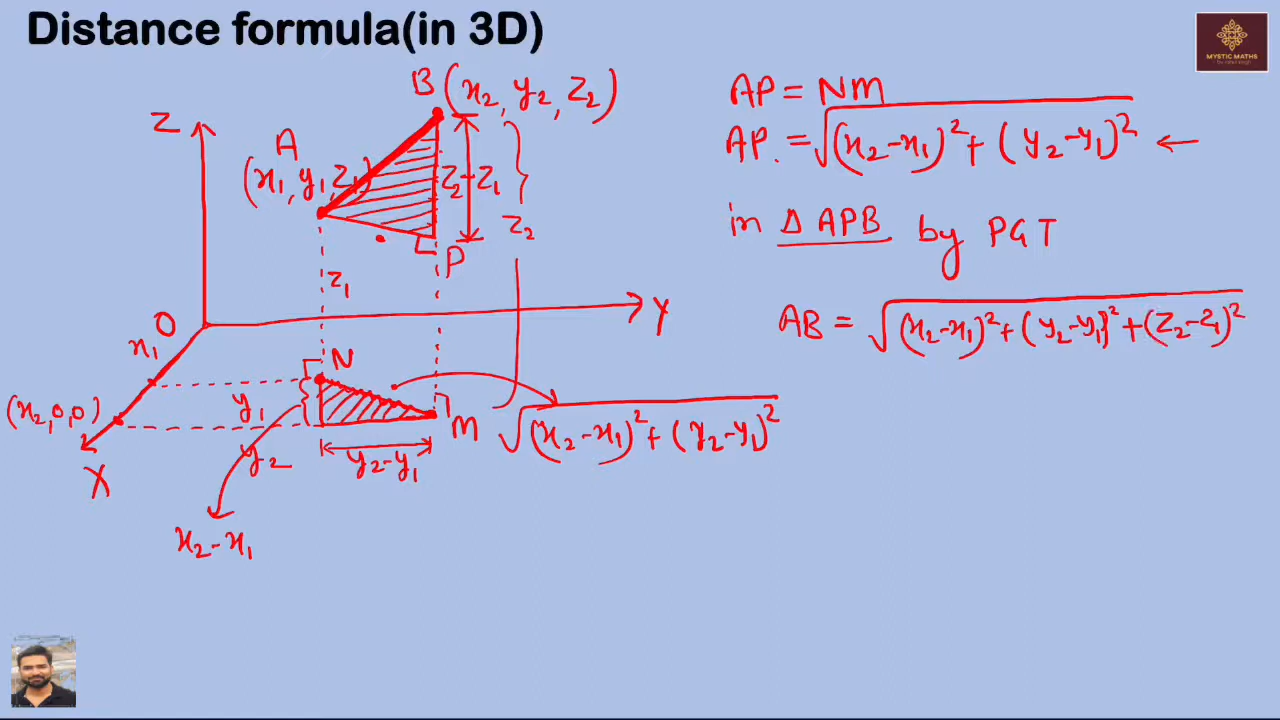 Distance formula(in 3D)
MYSTIC MATHS
B (x₂, y₂, z₂)
Z
A
(x₁, y₁, z₁)
z₂-z₁
z₂
P
z₁
O
Y
x₁
N
(x₂,0,0)
y₁
M
√(x₂-x₁)²+(y₂-y₁)²
y₂
y₂-y₁
X
x₂-x₁
AP = NM
AP. = √(x₂-x₁)²+(y₂-y₁)² ←
in Δ APB by PGT
AB = √(x₂-x₁)²+(y₂-y₁)²+(z₂-z₁)²